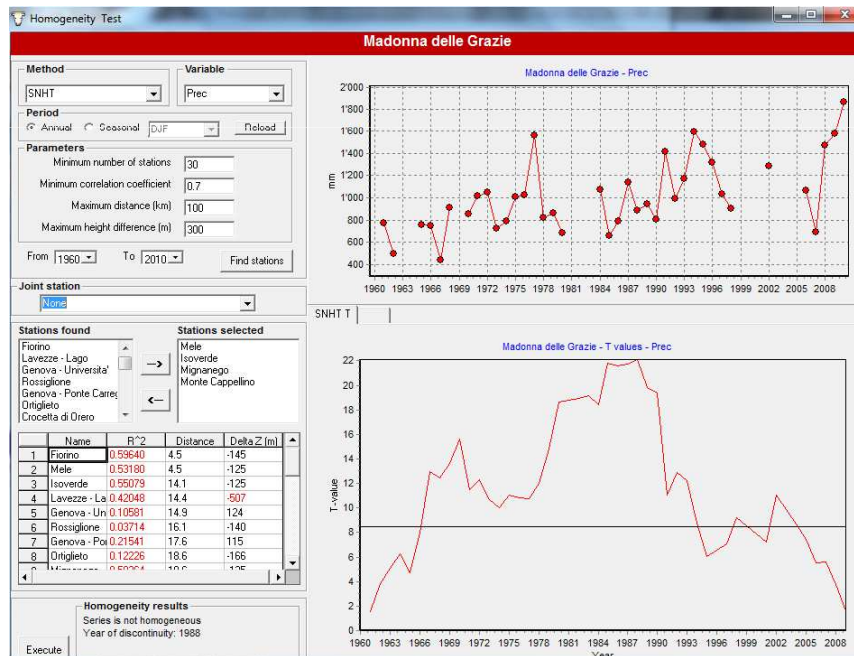 Homogeneity Test
Madonna delle Grazie
Method
SNHT
Variable
Prec
Period
Annual
Seasonal
DJF
Reload
Parameters
Minimum number of stations 30
Minimum correlation coefficient 0.7
Maximum distance (km) 100
Maximum height difference (m) 300
From 1960 To 2010 Find stations
Joint station
None
Stations found
Fiorino
Lavezze - Lago
Genova - Universita'
Rossiglione
Genova - Ponte Carreg
Ortiglieto
Crocetta di Orero
-->
<--
Stations selected
Mele
Isoverde
Mignanego
Monte Cappellino
Name R^2 Distance Delta Z (m)
1 Fiorino 0.59640 4.5 -145
2 Mele 0.53180 4.5 -125
3 Isoverde 0.55079 14.1 -125
4 Lavezze - La 0.42048 14.4 -507
5 Genova - Un 0.10581 14.9 124
6 Rossiglione 0.03714 16.1 -140
7 Genova - Po 0.21541 17.6 115
8 Ortiglieto 0.12226 18.6 -166
Homogeneity results
Series is not homogeneous
Year of discontinuity: 1988
Execute
Madonna delle Grazie - Prec
mm
2'000
1'800
1'600
1'400
1'200
1'000
800
600
400
1960 1963 1966 1969 1972 1975 1978 1981 1984 1987 1990 1993 1996 1999 2002 2005 2008
SNHT T
Madonna delle Grazie - T values - Prec
T-value
22
20
18
16
14
12
10
8
6
4
2
0
1960 1963 1966 1969 1972 1975 1978 1981 1984 1987 1990 1993 1996 1999 2002 2005 2008
Year